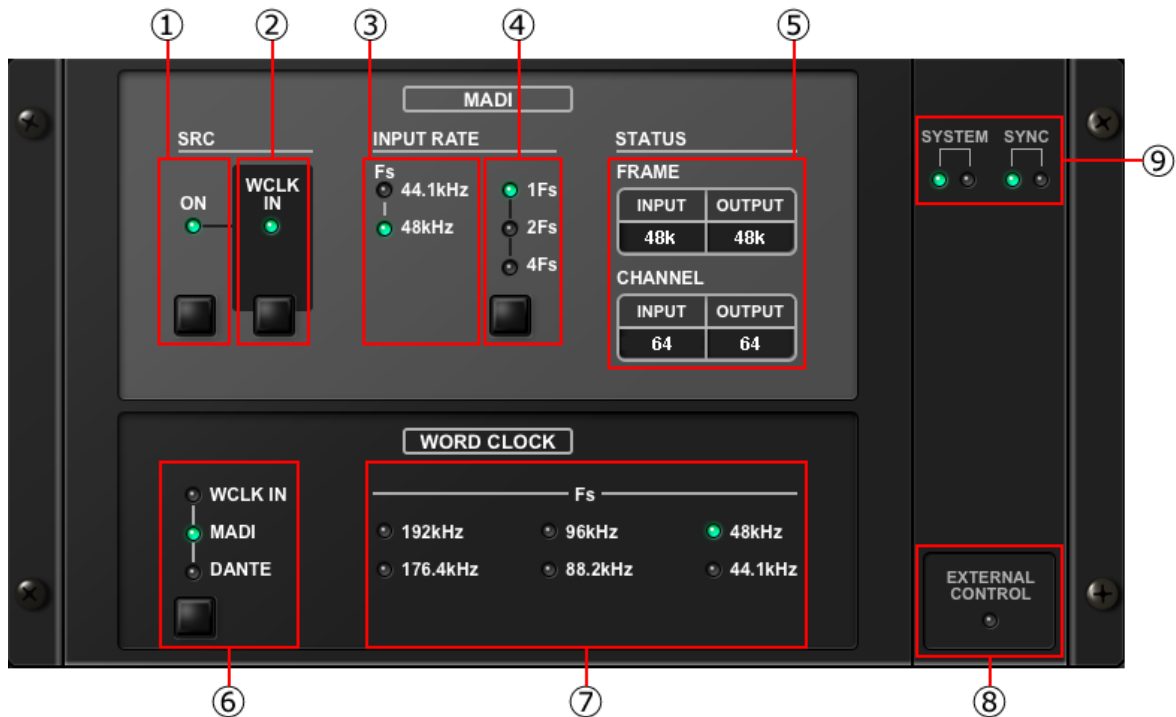 ① ② ③ ④ ⑤
MADI
SRC
ON
WCLK
IN
INPUT RATE
Fs
44.1kHz
48kHz
1Fs
2Fs
4Fs
STATUS
FRAME
INPUT OUTPUT
48k 48k
CHANNEL
INPUT OUTPUT
64 64
SYSTEM SYNC
⑨
WORD CLOCK
WCLK IN
MADI
DANTE
Fs
192kHz 96kHz 48kHz
176.4kHz 88.2kHz 44.1kHz
EXTERNAL
CONTROL
⑥ ⑦ ⑧